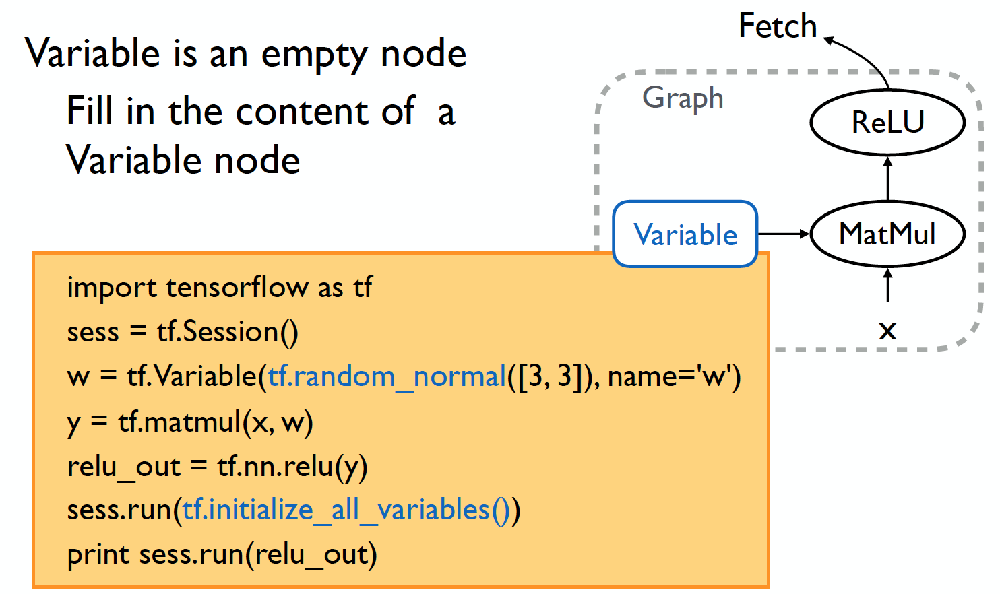 Variable is an empty node
Fill in the content of a
Variable node
Fetch
Graph
ReLU
Variable
MatMul
x
import tensorflow as tf
sess = tf.Session()
w = tf.Variable(tf.random_normal([3, 3]), name='w')
y = tf.matmul(x, w)
relu_out = tf.nn.relu(y)
sess.run(tf.initialize_all_variables())
print sess.run(relu_out)